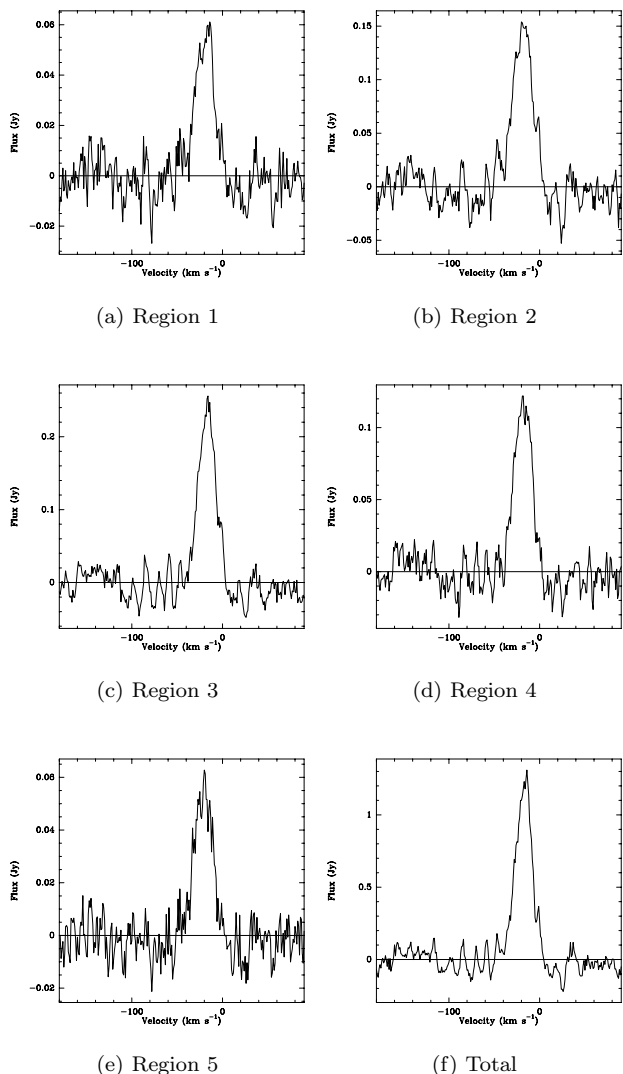 0.06
0.04
0.02
0
−0.02
Flux (Jy)
−100
0
Velocity (km s⁻¹)
(a) Region 1
0.15
0.1
0.05
0
−0.05
Flux (Jy)
−100
0
Velocity (km s⁻¹)
(b) Region 2
0.2
0.1
0
Flux (Jy)
−100
0
Velocity (km s⁻¹)
(c) Region 3
0.1
0.05
0
Flux (Jy)
−100
0
Velocity (km s⁻¹)
(d) Region 4
0.06
0.04
0.02
0
−0.02
Flux (Jy)
−100
0
Velocity (km s⁻¹)
(e) Region 5
1
0.5
0
Flux (Jy)
−100
0
Velocity (km s⁻¹)
(f) Total